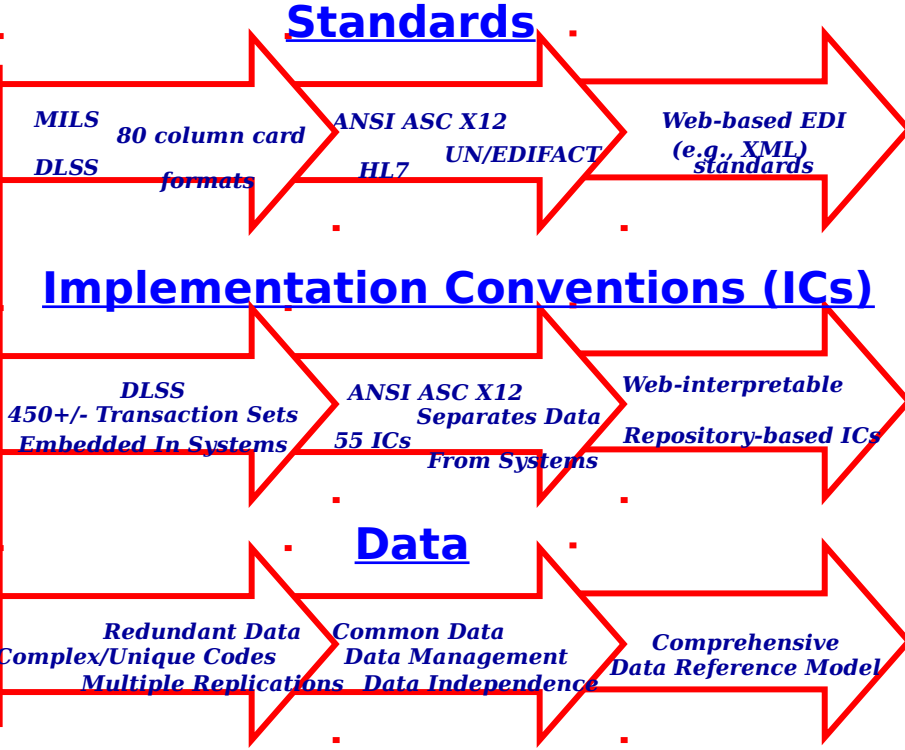 Standards
MILS
80 column card
DLSS
formats
ANSI ASC X12
UN/EDIFACT
HL7
Web-based EDI
(e.g., XML)
standards
Implementation Conventions (ICs)
DLSS
450+/- Transaction Sets
Embedded In Systems
ANSI ASC X12
Separates Data
55 ICs
From Systems
Web-interpretable
Repository-based ICs
Data
Redundant Data
Complex/Unique Codes
Multiple Replications
Common Data
Data Management
Data Independence
Comprehensive
Data Reference Model